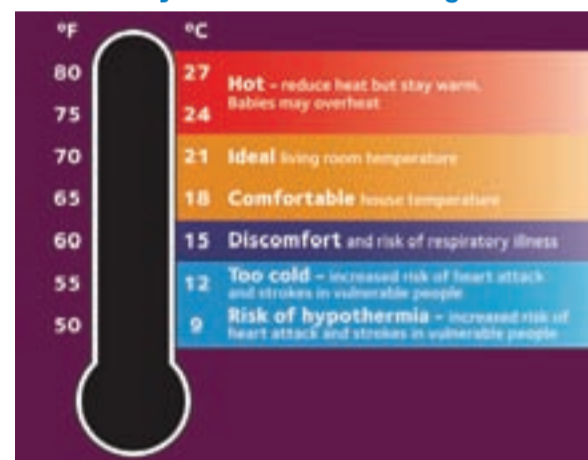 ºF ºC
80 27 Hot – reduce heat but stay warm.
75 24 Babies may overheat
70 21 Ideal living room temperature
65 18 Comfortable house temperature
60 15 Discomfort and risk of respiratory illness
55 12 Too cold – increased risk of heart attack
and strokes in vulnerable people
50 9 Risk of hypothermia – increased risk of
heart attack and strokes in vulnerable people